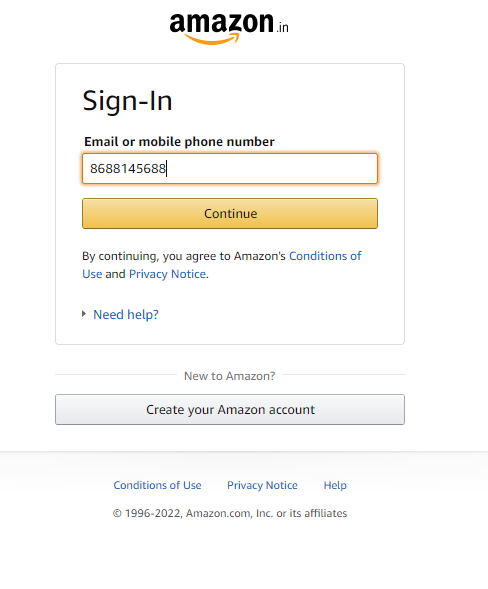 amazon.in
Sign-In
Email or mobile phone number
8688145688
Continue
By continuing, you agree to Amazon's Conditions of
Use and Privacy Notice.
Need help?
New to Amazon?
Create your Amazon account
Conditions of Use Privacy Notice Help
© 1996-2022, Amazon.com, Inc. or its affiliates